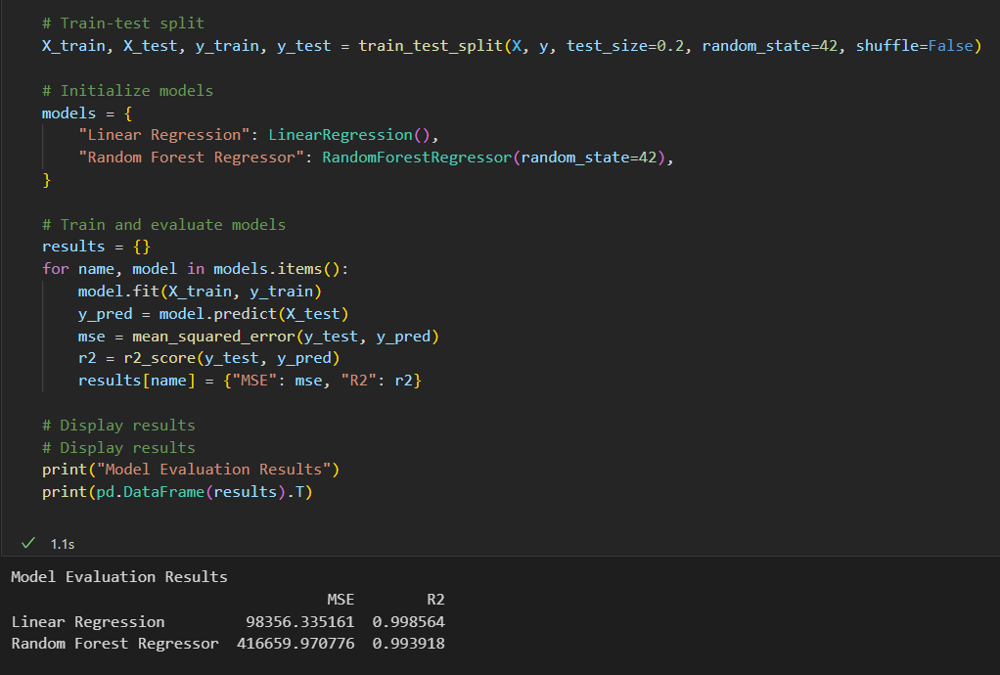 # Train-test split
X_train, X_test, y_train, y_test = train_test_split(X, y, test_size=0.2, random_state=42, shuffle=False)
# Initialize models
models = {
    "Linear Regression": LinearRegression(),
    "Random Forest Regressor": RandomForestRegressor(random_state=42),
}
# Train and evaluate models
results = {}
for name, model in models.items():
    model.fit(X_train, y_train)
    y_pred = model.predict(X_test)
    mse = mean_squared_error(y_test, y_pred)
    r2 = r2_score(y_test, y_pred)
    results[name] = {"MSE": mse, "R2": r2}
# Display results
# Display results
print("Model Evaluation Results")
print(pd.DataFrame(results).T)
1.1s
Model Evaluation Results
MSE R2
Linear Regression 98356.335161 0.998564
Random Forest Regressor 416659.970776 0.993918